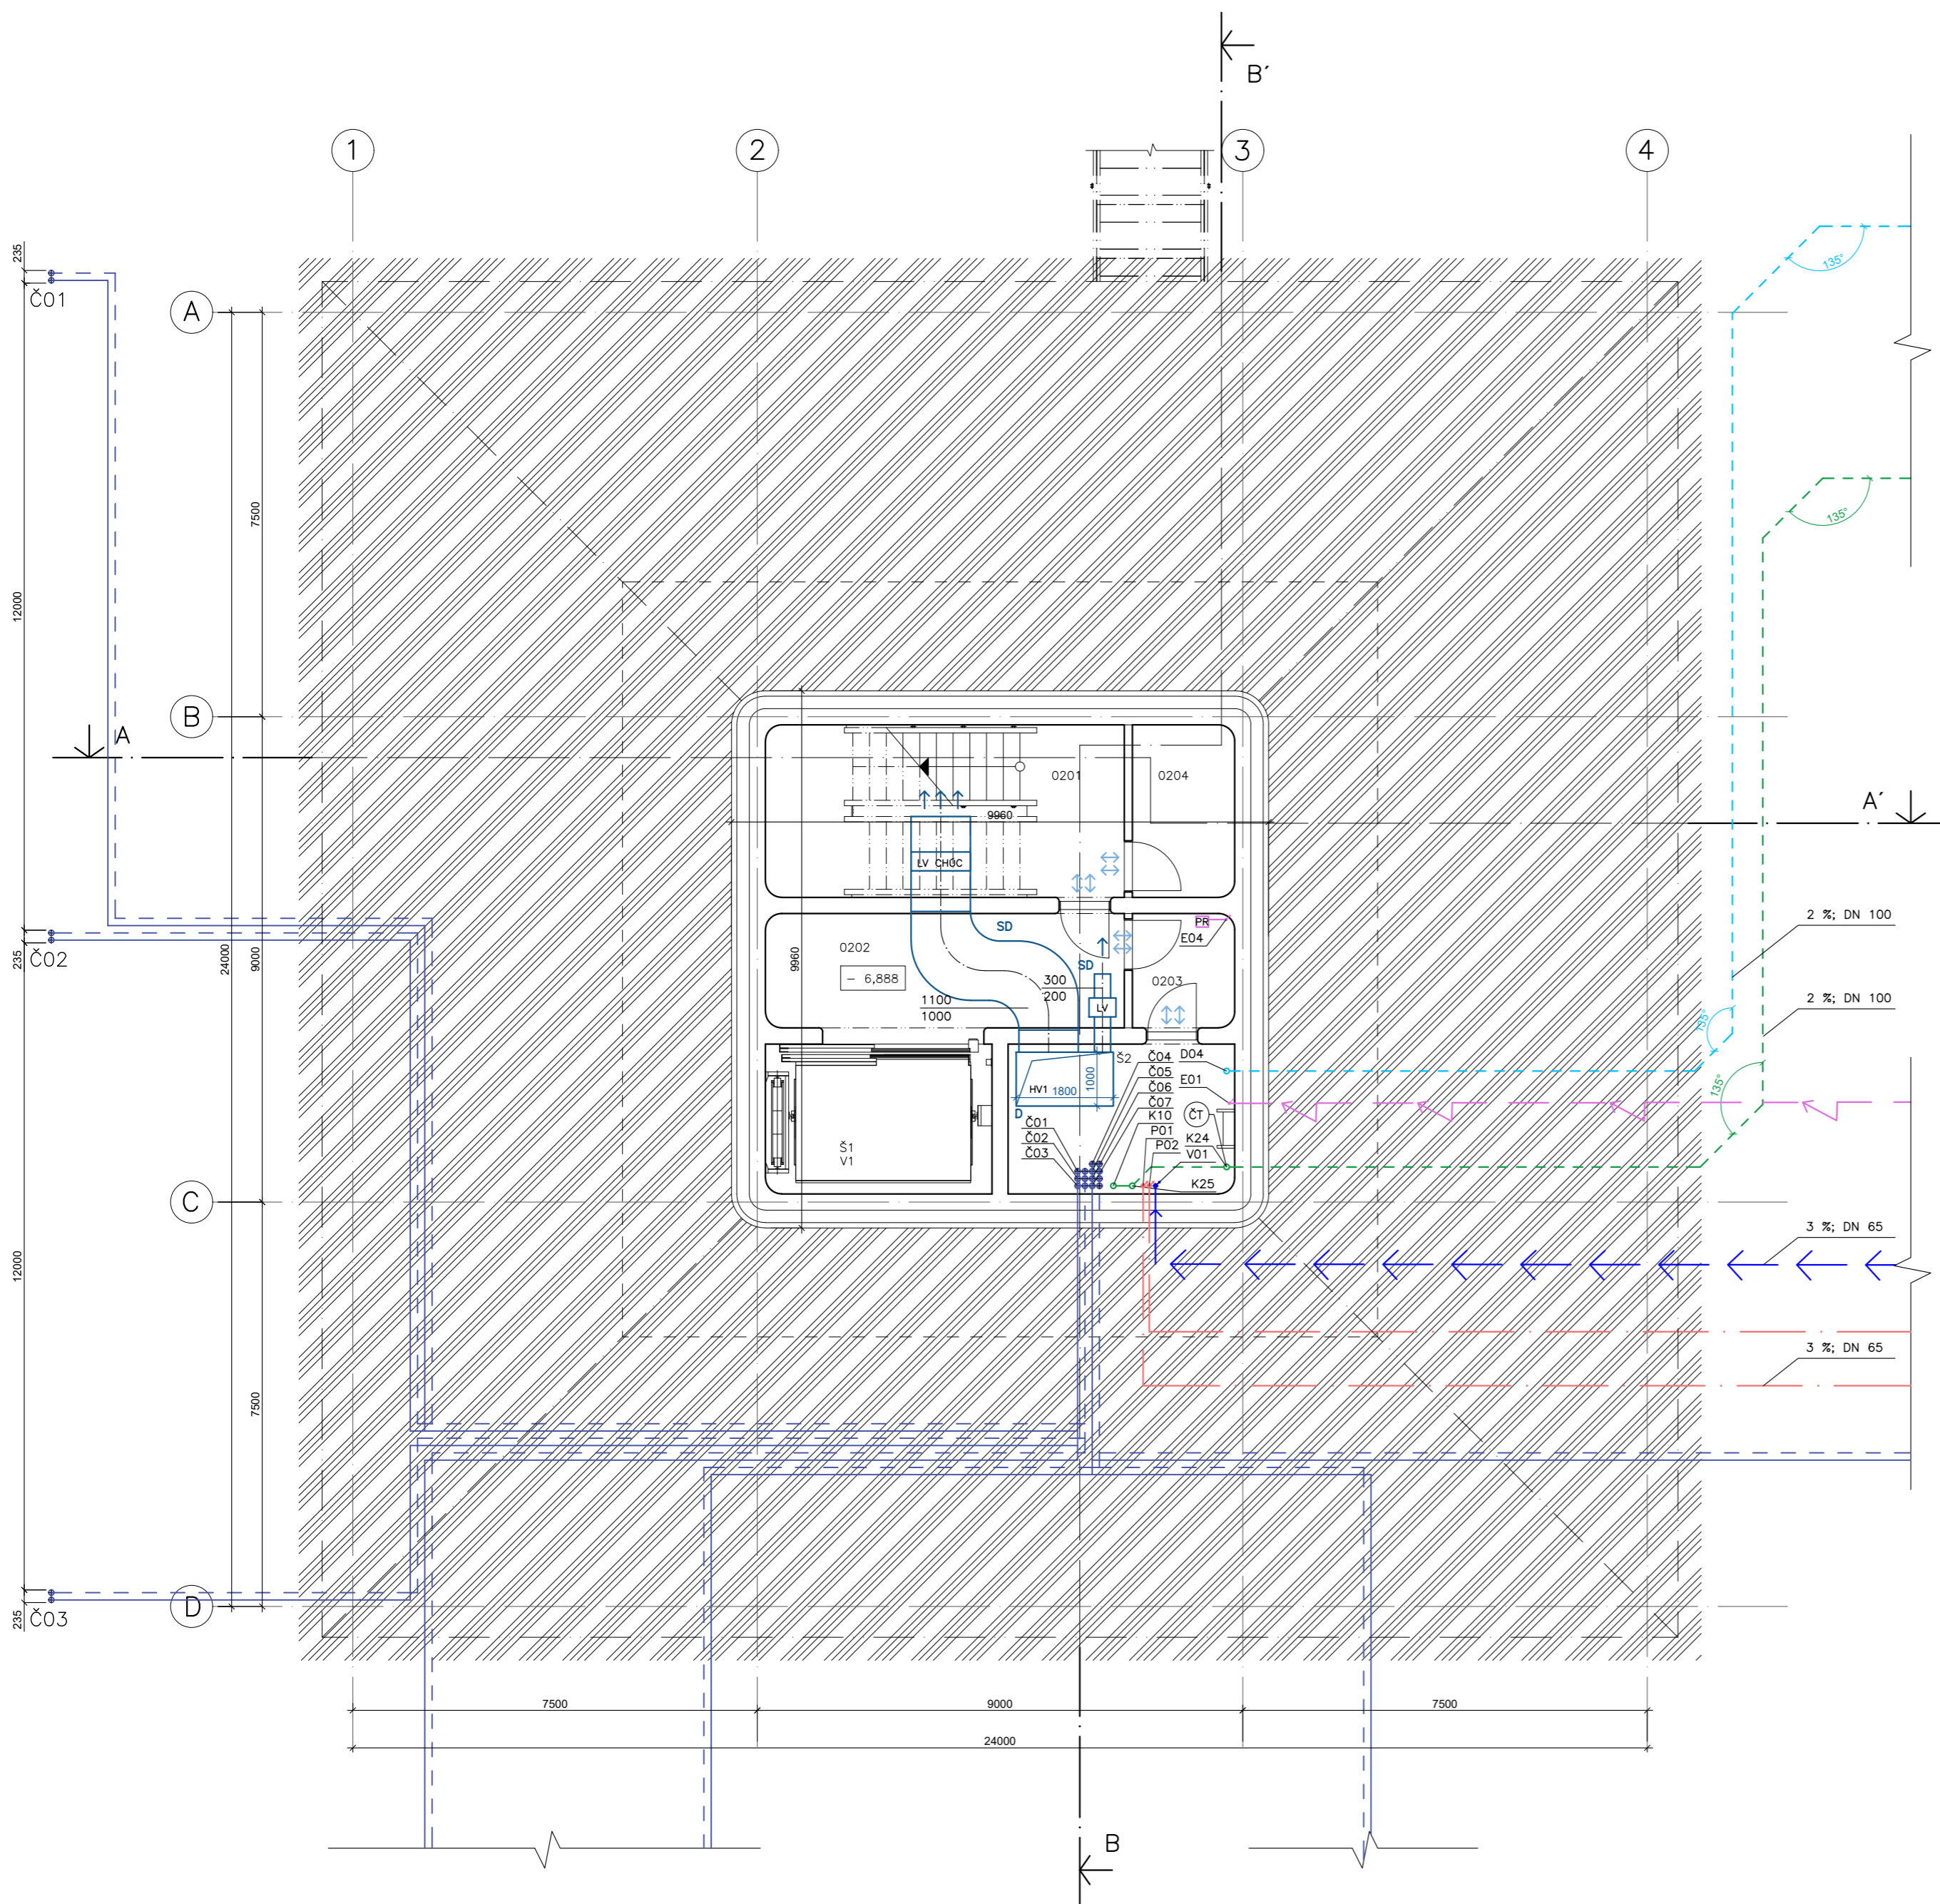 B´
1
2
3
4
235
Č01
A
135°
7500
135°
12000
B
A
0201
0204
A´
9960
LV CHÚC
24000
9000
235
Č02
PR
SD
E04
2 %; DN 100
0202
9960
- 6,888
SD
300
200
0203
1100
1000
LV
2 %; DN 100
135°
Š2
Č04
D04
1000
Č05
HV1
1800
Č06
E01
135°
D
Č07
ČT
Č01
K10
Č02
P01
K24
Č03
P02
V01
Š1
V1
K25
C
3 %; DN 65
12000
7500
3 %; DN 65
235
Č03
D
7500
9000
7500
24000
B